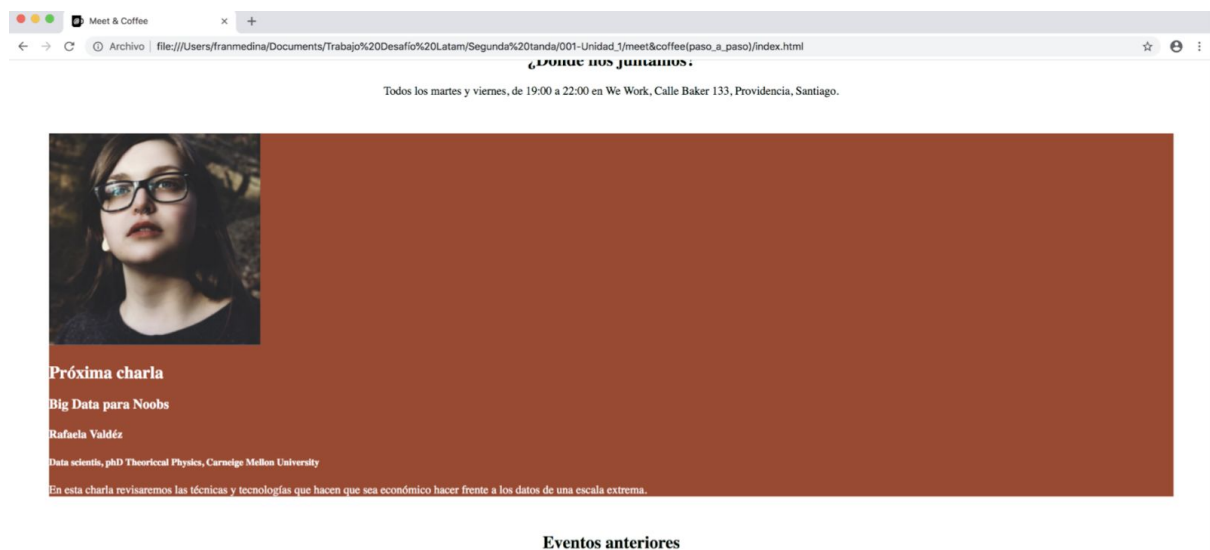 Meet & Coffee
Archivo file:///Users/franmedina/Documents/Trabajo%20Desafío%20Latam/Segunda%20tanda/001-Unidad_1/meet&coffee(paso_a_paso)/index.html
¿Dónde nos juntamos?
Todos los martes y viernes, de 19:00 a 22:00 en We Work, Calle Baker 133, Providencia, Santiago.
Próxima charla
Big Data para Noobs
Rafaela Valdéz
Data scientis, phD Theoriccal Physics, Carneige Mellon University
En esta charla revisaremos las técnicas y tecnologías que hacen que sea económico hacer frente a los datos de una escala extrema.
Eventos anteriores